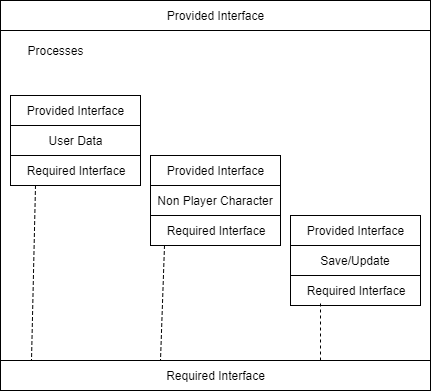 Provided Interface
Processes
Provided Interface
User Data
Required Interface
Provided Interface
Non Player Character
Required Interface
Provided Interface
Save/Update
Required Interface
Required Interface